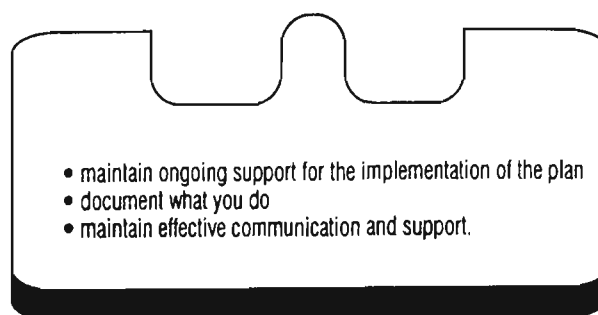 • maintain ongoing support for the implementation of the plan
• document what you do
• maintain effective communication and support.